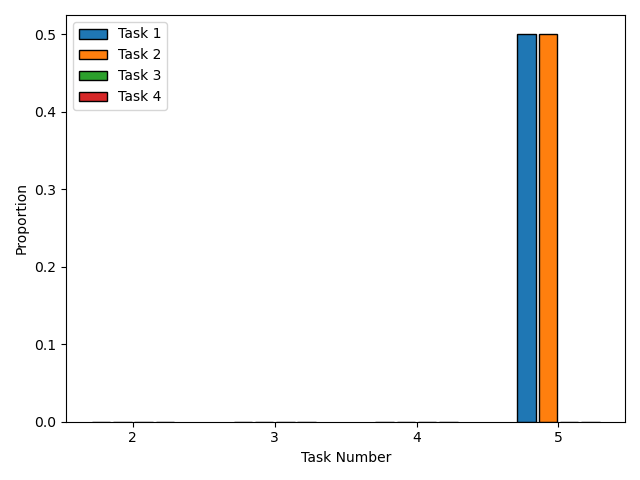 Task 1
Task 2
Task 3
Task 4
0.5
0.4
0.3
0.2
0.1
0.0
Proportion
2 3 4 5
Task Number